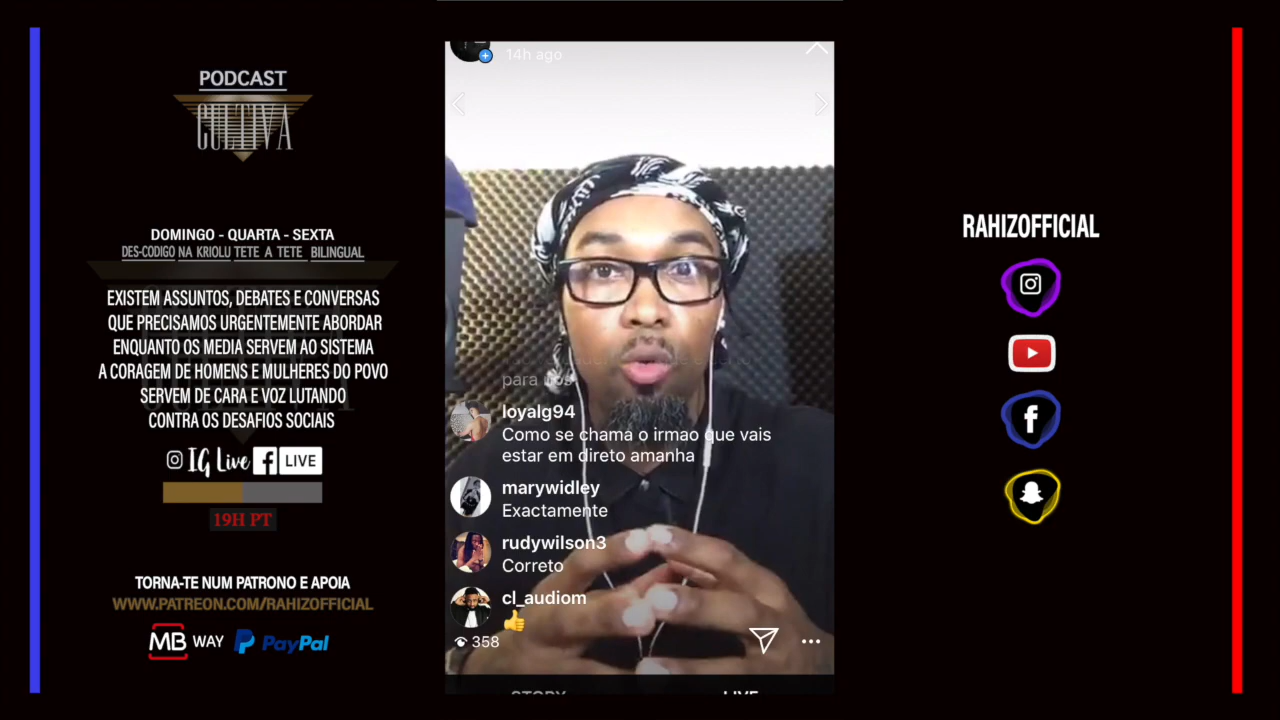 PODCAST
CULTIVA
DOMINGO - QUARTA - SEXTA
DES-CODIGO NA KRIOLU TETE A TETE BILINGUAL
EXISTEM ASSUNTOS, DEBATES E CONVERSAS
QUE PRECISAMOS URGENTEMENTE ABORDAR
ENQUANTO OS MEDIA SERVEM AO SISTEMA
A CORAGEM DE HOMENS E MULHERES DO POVO
SERVEM DE CARA E VOZ LUTANDO
CONTRA OS DESAFIOS SOCIAIS
IG Live f LIVE
19H PT
TORNA-TE NUM PATRONO E APOIA
WWW.PATREON.COM/RAHIZOFFICIAL
MB WAY PayPal
14h ago
para
loyalg94
Como se chama o irmao que vais
estar em direto amanha
marywidley
Exactamente
rudywilson3
Correto
cl_audiom
358
STORY LIVE
RAHIZOFFICIAL